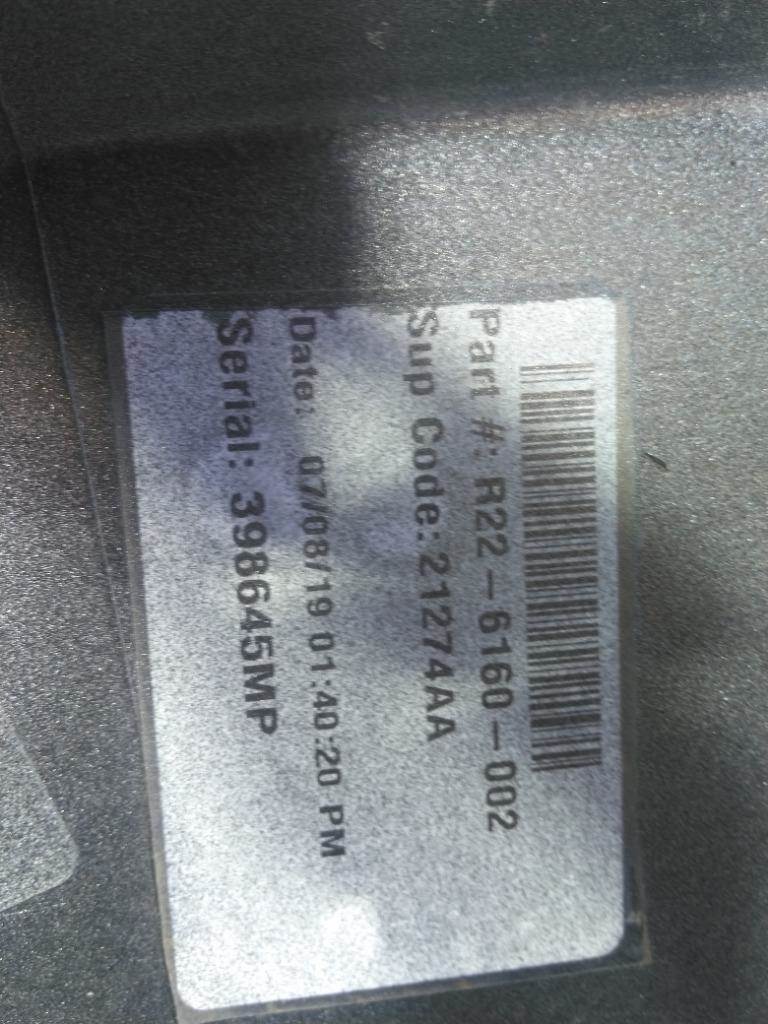 Part #: R22-6160-002
Sup Code: 21274AA
Date: 07/08/19 01:40:20 PM
Serial: 398645MP